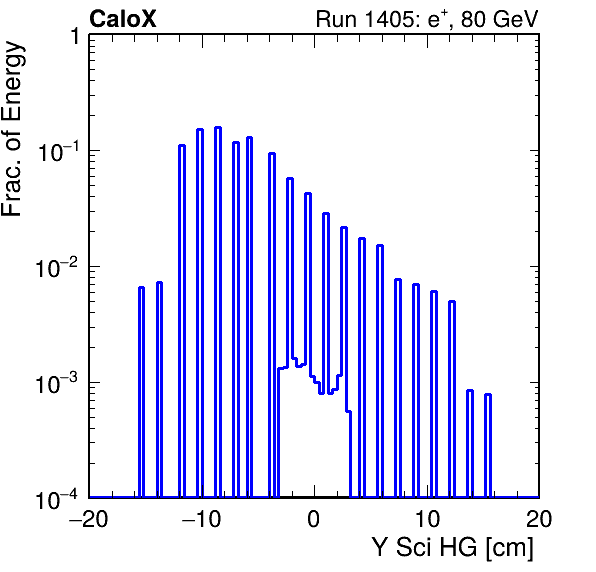 CaloX
Run 1405: e⁺, 80 GeV
Frac. of Energy
1
10⁻¹
10⁻²
10⁻³
10⁻⁴
−20
−10
0
10
20
Y Sci HG [cm]